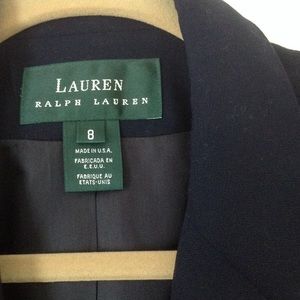 LAUREN
RALPH LAUREN
8
MADE IN U.S.A.
FABRICADA EN
E.E.U.U.
FABRIQUE AU
ETATS-UNIS